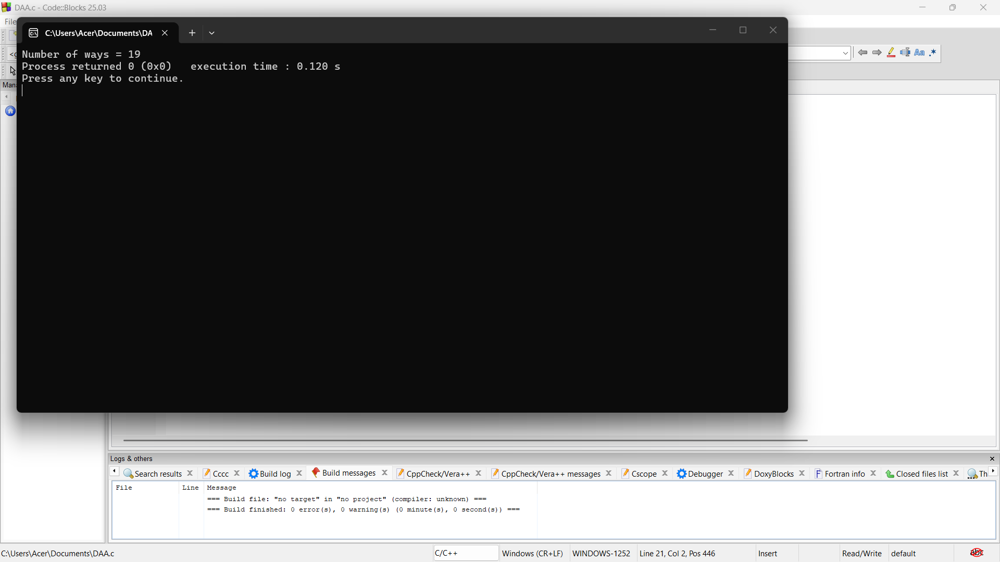 DAA.c - Code::Blocks 25.03
File
C:\Users\Acer\Documents\DA
Number of ways = 19
Process returned 0 (0x0)   execution time : 0.120 s
Press any key to continue.
Aa .*
Mana
Logs & others
Search results Cccc Build log Build messages CppCheck/Vera++ CppCheck/Vera++ messages Cscope Debugger DoxyBlocks Fortran info Closed files list Th
File Line Message
=== Build file: "no target" in "no project" (compiler: unknown) ===
=== Build finished: 0 error(s), 0 warning(s) (0 minute(s), 0 second(s)) ===
C:\Users\Acer\Documents\DAA.c C/C++ Windows (CR+LF) WINDOWS-1252 Line 21, Col 2, Pos 446 Insert Read/Write default abc